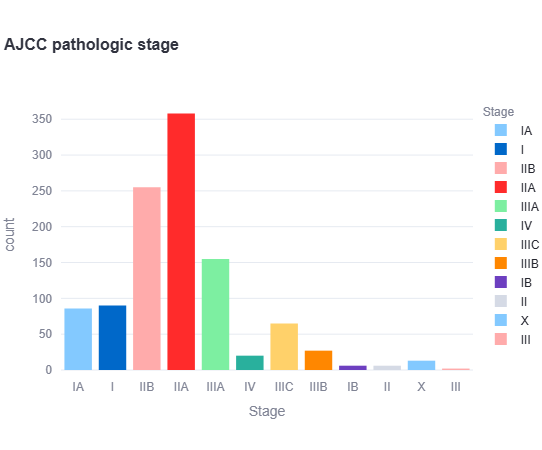 AJCC pathologic stage
350
300
250
200
150
100
50
0
count
IA I IIB IIA IIIA IV IIIC IIIB IB II X III
Stage
Stage
IA
I
IIB
IIA
IIIA
IV
IIIC
IIIB
IB
II
X
III